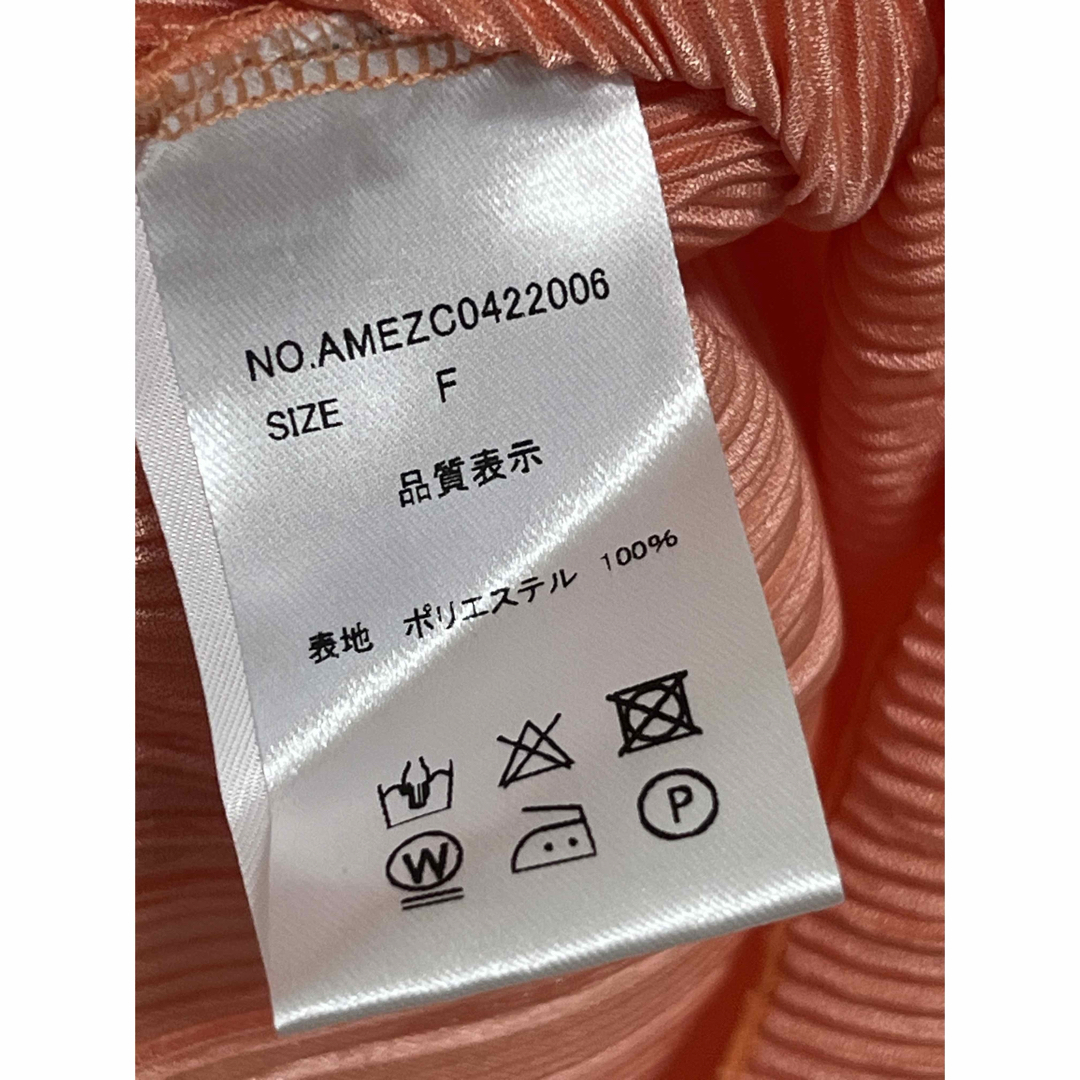 NO.AMEZC0422006
SIZE F
品質表示
表地 ポリエステル 100%
P
W